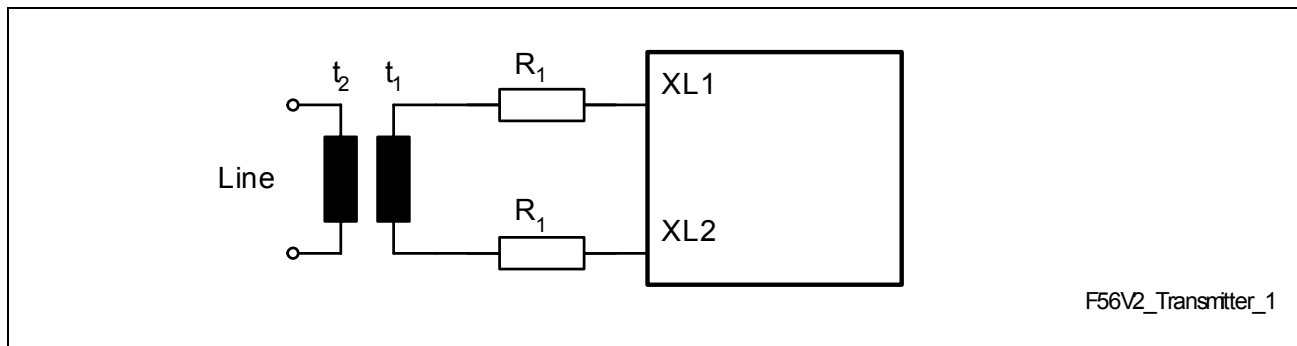 t₂ t₁
R₁
XL1
Line
R₁
XL2
F56V2_Transmitter_1